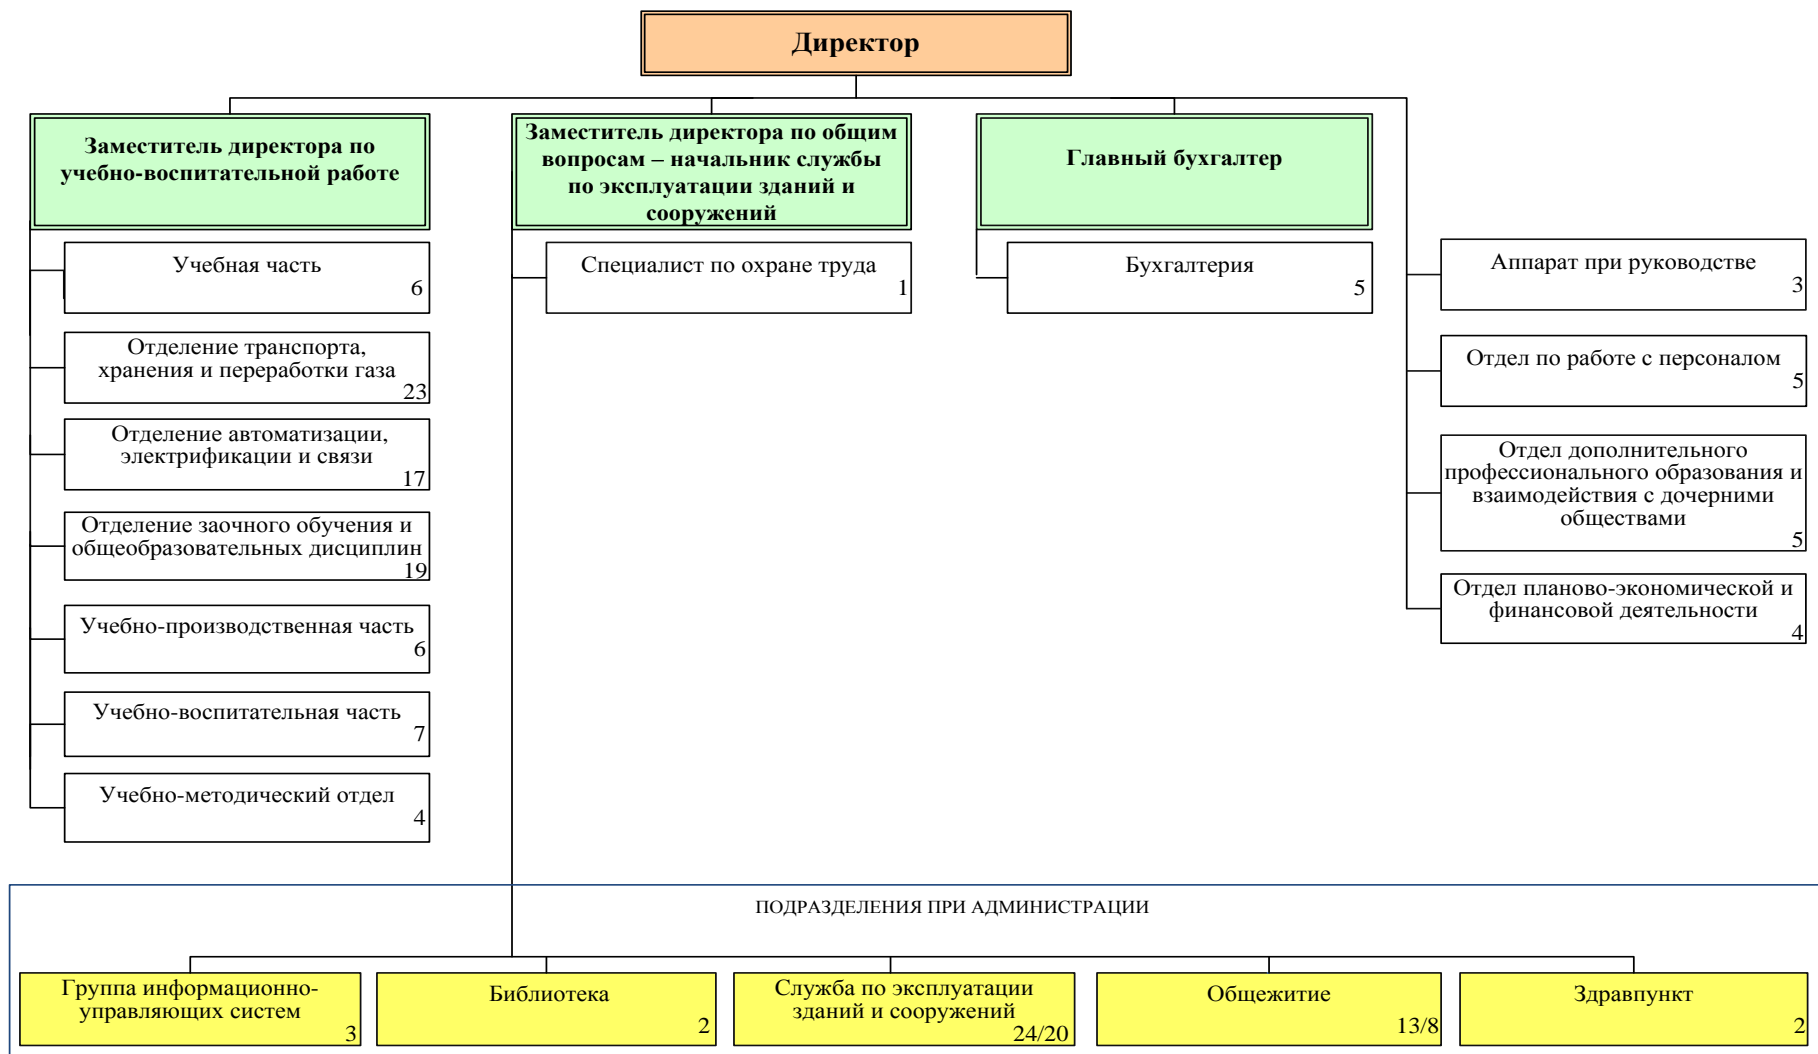 Директор
Заместитель директора по
учебно-воспитательной работе
Заместитель директора по общим
вопросам – начальник службы
по эксплуатации зданий и
сооружений
Главный бухгалтер
Учебная часть
6
Отделение транспорта,
хранения и переработки газа
23
Отделение автоматизации,
электрификации и связи
17
Отделение заочного обучения и
общеобразовательных дисциплин
19
Учебно-производственная часть
6
Учебно-воспитательная часть
7
Учебно-методический отдел
4
Специалист по охране труда
1
Бухгалтерия
5
Аппарат при руководстве
3
Отдел по работе с персоналом
5
Отдел дополнительного
профессионального образования и
взаимодействия с дочерними
обществами
5
Отдел планово-экономической и
финансовой деятельности
4
ПОДРАЗДЕЛЕНИЯ ПРИ АДМИНИСТРАЦИИ
Группа информационно-
управляющих систем
3
Библиотека
2
Служба по эксплуатации
зданий и сооружений
24/20
Общежитие
13/8
Здравпункт
2